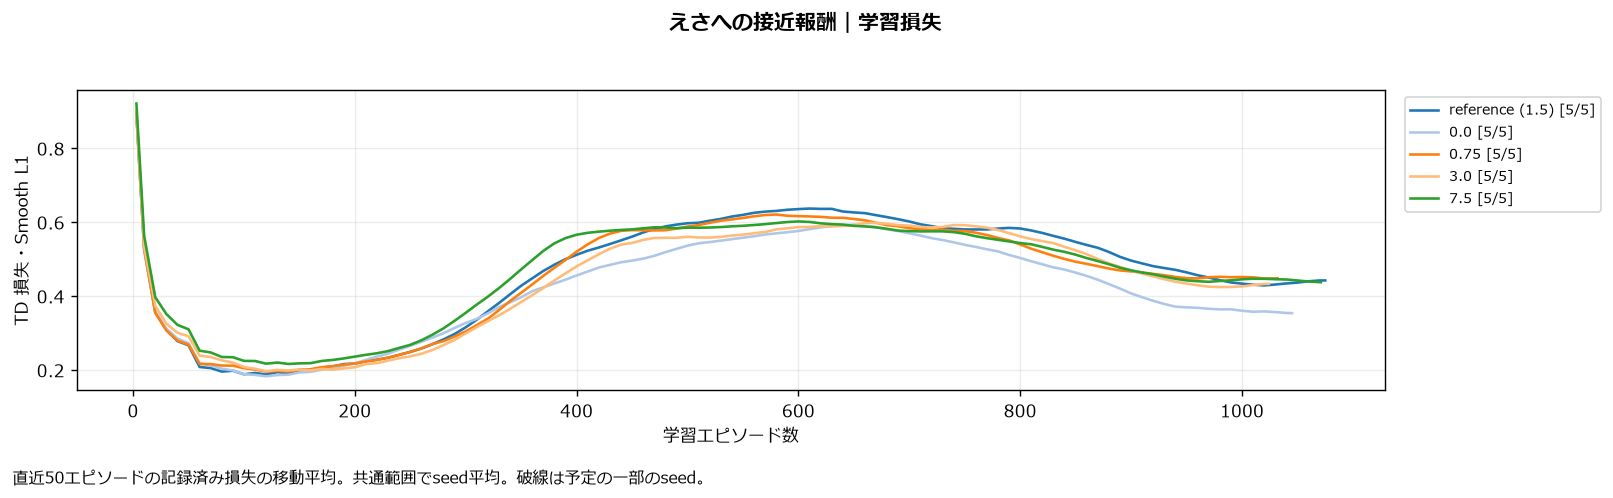 えさへの接近報酬｜学習損失
TD 損失・Smooth L1
0.8
0.6
0.4
0.2
0
200
400
600
800
1000
学習エピソード数
reference (1.5) [5/5]
0.0 [5/5]
0.75 [5/5]
3.0 [5/5]
7.5 [5/5]
直近50エピソードの記録済み損失の移動平均。共通範囲でseed平均。破線は予定の一部のseed。